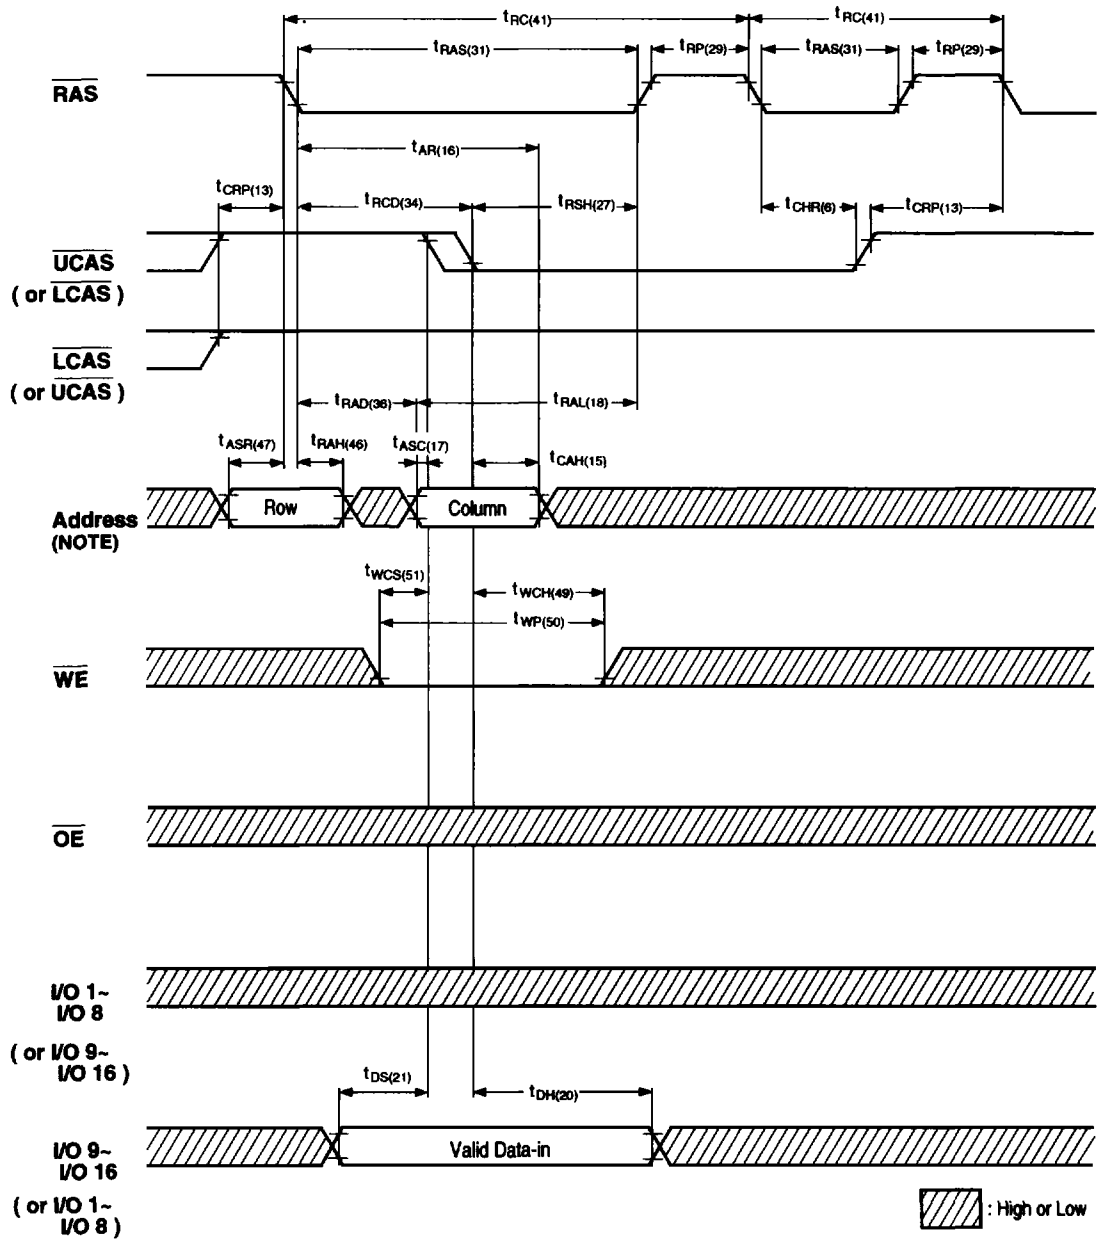 tRC(41) tRC(41)
tRAS(31) tRP(29) tRAS(31) tRP(29)
RAS
tAR(16)
tCRP(13) tRCD(34) tRSH(27) tCHR(6) tCRP(13)
UCAS
( or LCAS )
LCAS
( or UCAS )
tRAD(36) tRAL(18)
tASR(47) tRAH(46) tASC(17) tCAH(15)
Row Column
Address
(NOTE)
tWCS(51) tWCH(49)
tWP(50)
WE
OE
I/O 1~
I/O 8
( or I/O 9~
I/O 16 )
tDS(21) tDH(20)
I/O 9~
I/O 16
Valid Data-in
( or I/O 1~
I/O 8 )
: High or Low